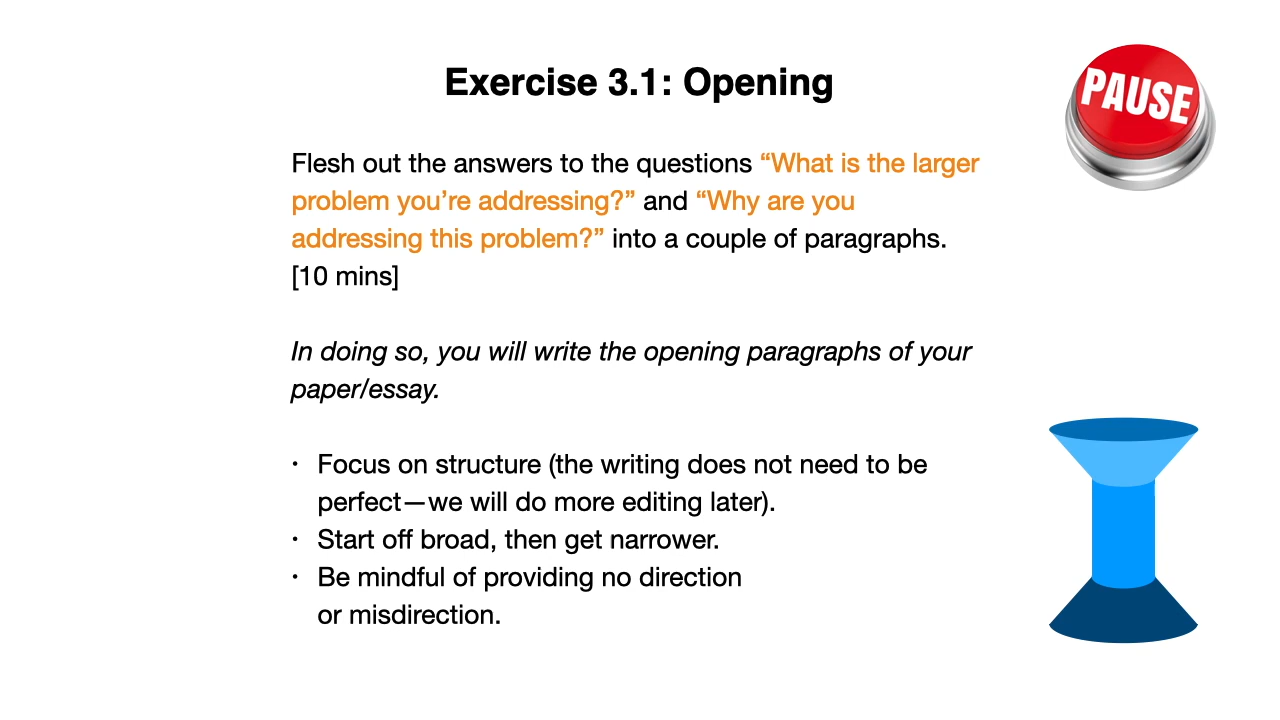 Exercise 3.1: Opening
PAUSE
Flesh out the answers to the questions “What is the larger
problem you’re addressing?” and “Why are you
addressing this problem?” into a couple of paragraphs.
[10 mins]
In doing so, you will write the opening paragraphs of your
paper/essay.
• Focus on structure (the writing does not need to be
perfect—we will do more editing later).
• Start off broad, then get narrower.
• Be mindful of providing no direction
or misdirection.